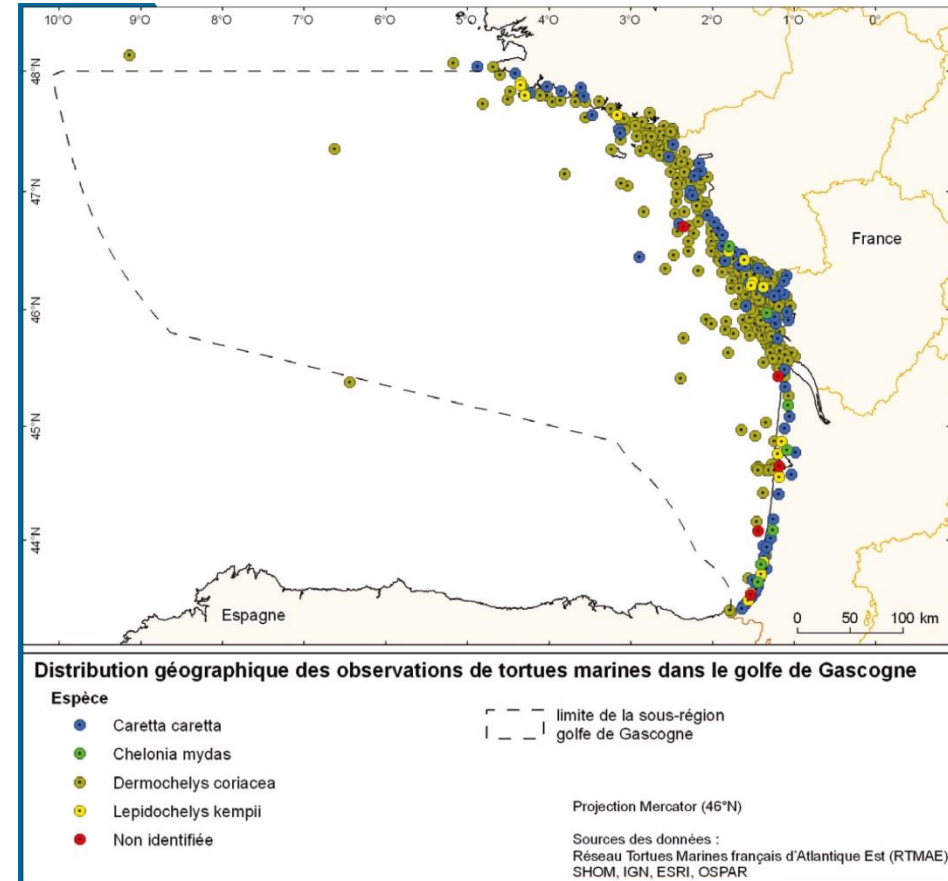 10°O 9°O 8°O 7°O 6°O 5°O 4°O 3°O 2°O 1°O 0°
48°N
47°N
France
46°N
45°N
44°N
Espagne
0 50 100 km
Distribution géographique des observations de tortues marines dans le golfe de Gascogne
Espèce
Caretta caretta
Chelonia mydas
Dermochelys coriacea
Lepidochelys kempii
Non identifiée
limite de la sous-région
golfe de Gascogne
Projection Mercator (46°N)
Sources des données :
Réseau Tortues Marines français d'Atlantique Est (RTMAE)
SHOM, IGN, ESRI, OSPAR